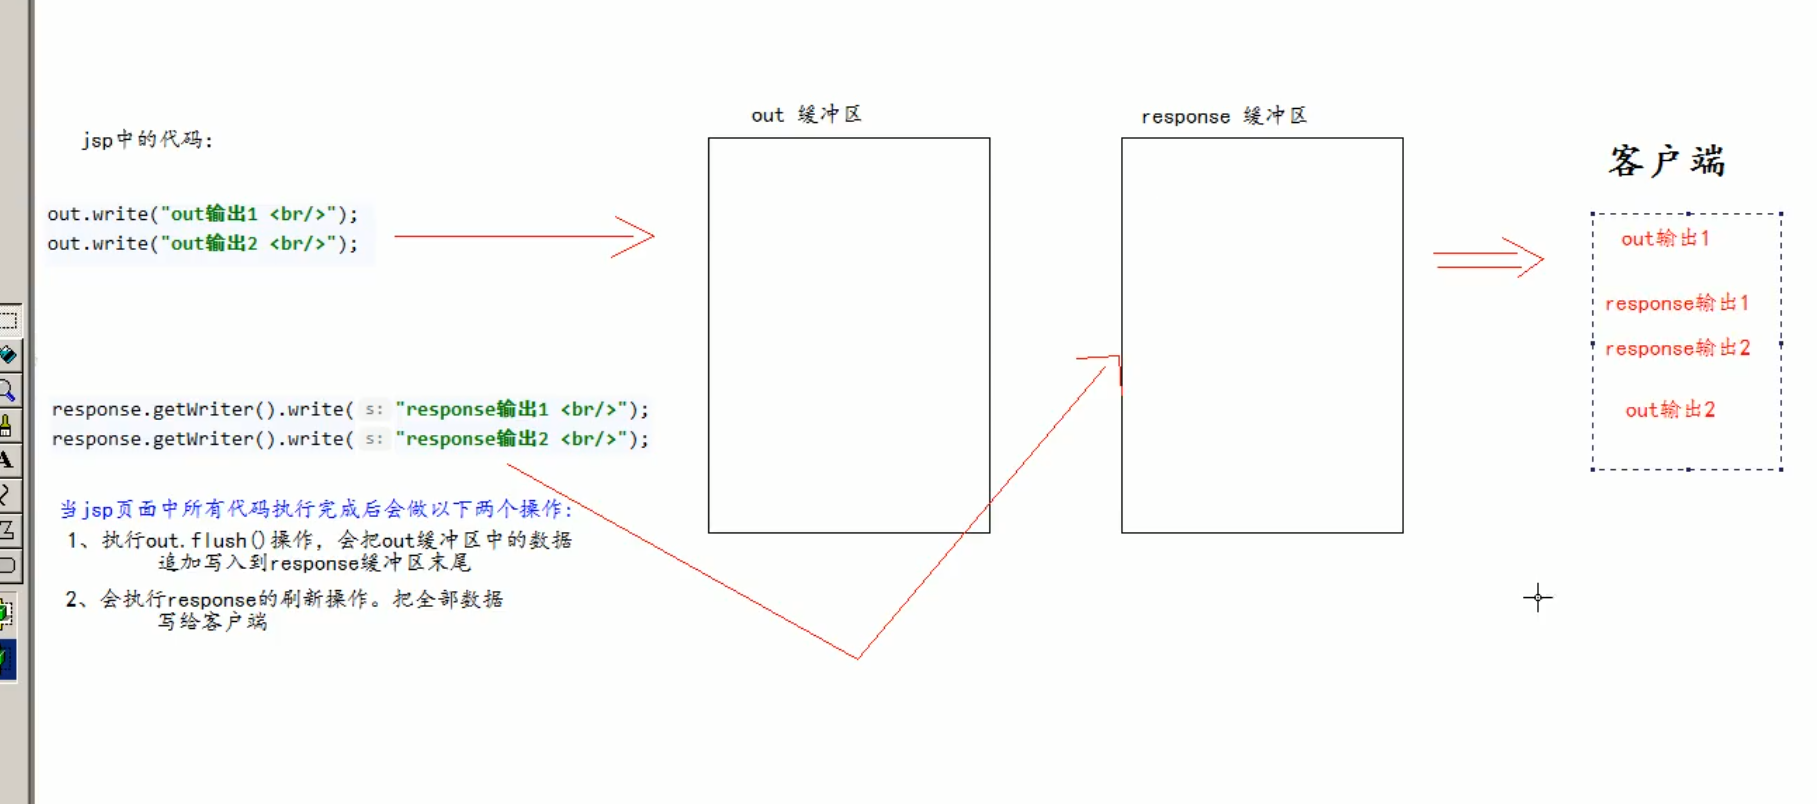 jsp中的代码：
out.write("out输出1 <br/>");
out.write("out输出2 <br/>");
response.getWriter().write( s: "response输出1 <br/>");
response.getWriter().write( s: "response输出2 <br/>");
当jsp页面中所有代码执行完成后会做以下两个操作：
1、执行out.flush()操作，会把out缓冲区中的数据
追加写入到response缓冲区末尾
2、会执行response的刷新操作。把全部数据
写给客户端
out 缓冲区
response 缓冲区
客户端
out输出1
response输出1
response输出2
out输出2
A